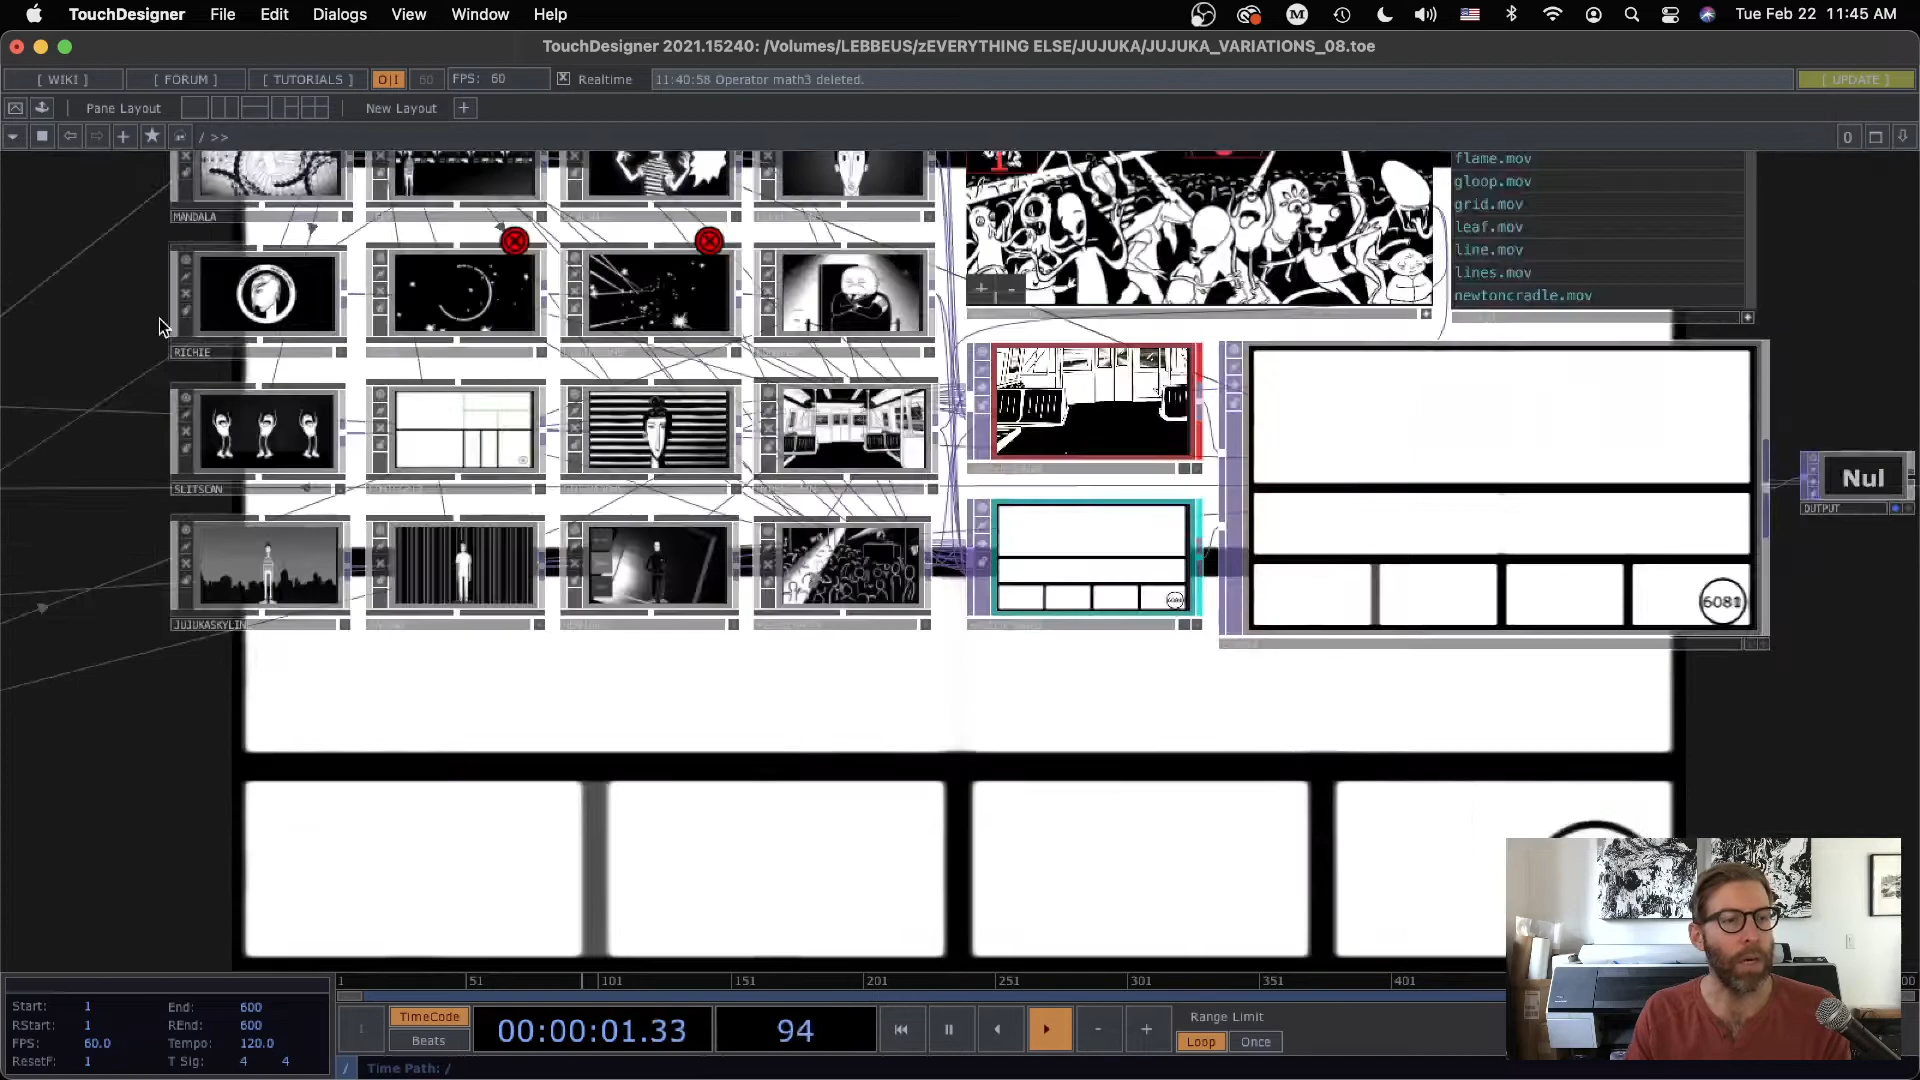 TouchDesigner File Edit Dialogs View Window Help
Tue Feb 22 11:45 AM
TouchDesigner 2021.15240: /Volumes/LEBBEUS/zEVERYTHING ELSE/JUJUKA/JUJUKA_VARIATIONS_08.toe
[ WIKI ] [ FORUM ] [ TUTORIALS ] O|I 60 FPS: 60 Realtime 11:40:58 Operator math3 deleted. [ UPDATE ]
Pane Layout New Layout +
/ >> 0
flame.mov
gloop.mov
grid.mov
leaf.mov
line.mov
lines.mov
newtoncradle.mov
MANDALA
RICHIE
SLITSCAN
JUJUKASKYLINE
6081
Nul
OUTPUT
1 51 101 151 201 251 301 351 401
Start: 1 End: 600
RStart: 1 REnd: 600
FPS: 60.0 Tempo: 120.0
ResetF: 1 T Sig: 4 4
TimeCode
Beats
00:00:01.33 94
Range Limit
Loop Once
/ Time Path: /